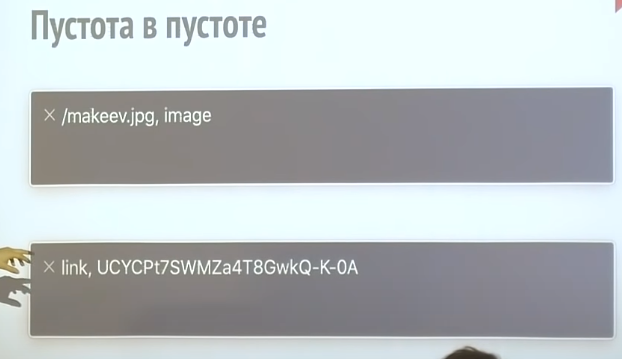 Пустота в пустоте
× /makeev.jpg, image
× link, UCYCPt7SWMZa4T8GwkQ-K-0A